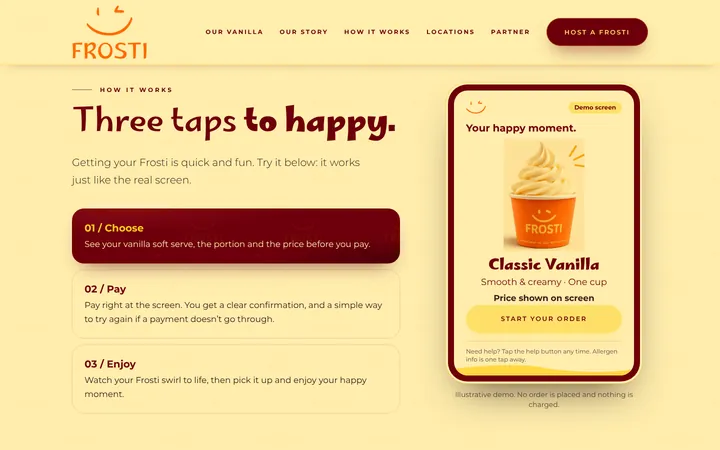 FROSTI
OUR VANILLA
OUR STORY
HOW IT WORKS
LOCATIONS
PARTNER
HOST A FROSTI
HOW IT WORKS
Three taps to happy.
Getting your Frosti is quick and fun. Try it below: it works
just like the real screen.
01 / Choose
See your vanilla soft serve, the portion and the price before you pay.
02 / Pay
Pay right at the screen. You get a clear confirmation, and a simple way
to try again if a payment doesn’t go through.
03 / Enjoy
Watch your Frosti swirl to life, then pick it up and enjoy your happy
moment.
Demo screen
Your happy moment.
FROSTI
Classic Vanilla
Smooth & creamy · One cup
Price shown on screen
START YOUR ORDER
Need help? Tap the help button any time. Allergen
info is one tap away.
Illustrative demo. No order is placed and nothing is
charged.